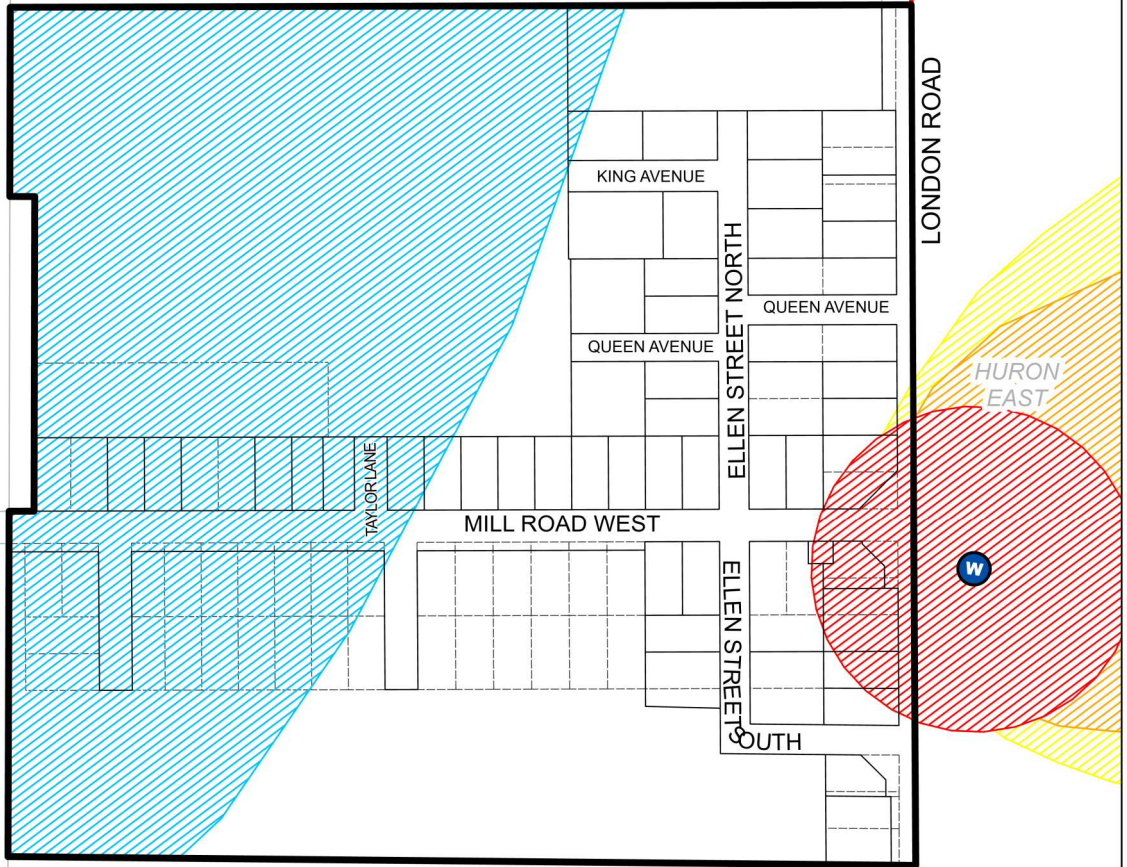 LONDON ROAD
KING AVENUE
ELLEN STREET NORTH
QUEEN AVENUE
QUEEN AVENUE
HURON
EAST
TAYLOR LANE
MILL ROAD WEST
W
ELLEN STREET SOUTH